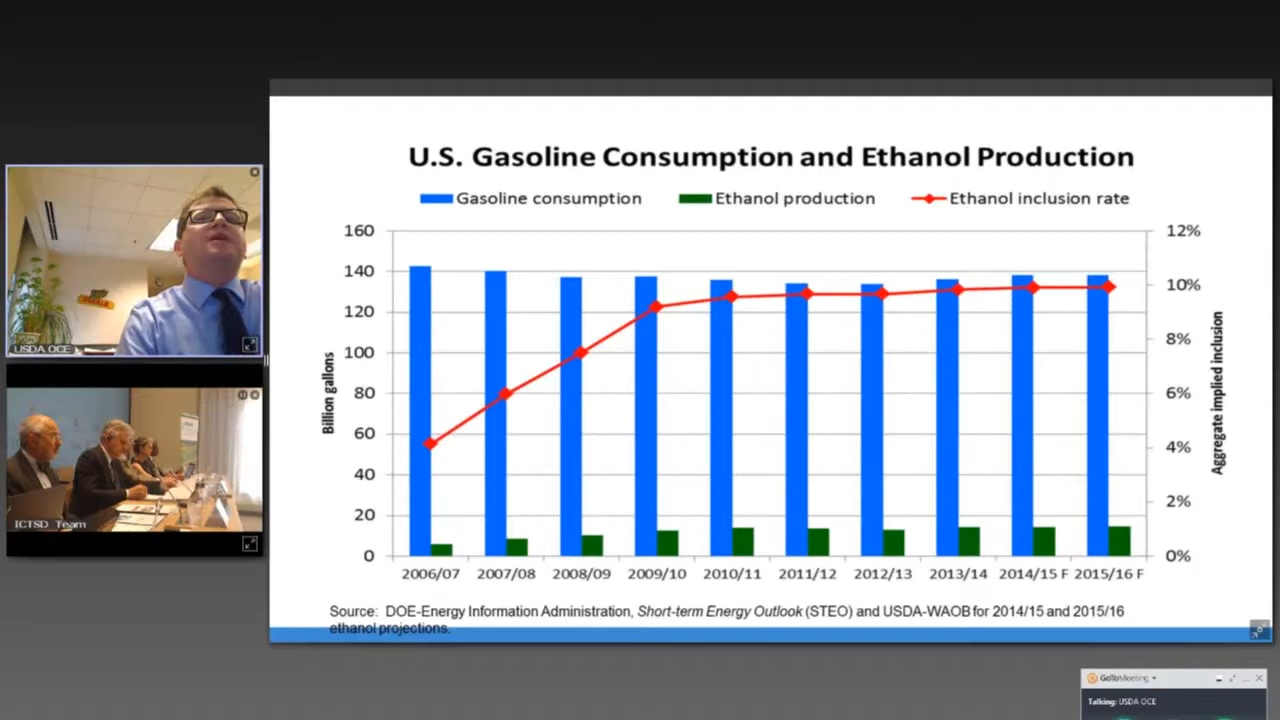 U.S. Gasoline Consumption and Ethanol Production
Gasoline consumption Ethanol production Ethanol inclusion rate
160 12%
140 10%
120
100 8%
80 6%
60 4%
40
20 2%
0 0%
Billion gallons
Aggregate implied inclusion
2006/07 2007/08 2008/09 2009/10 2010/11 2011/12 2012/13 2013/14 2014/15 F 2015/16 F
Source: DOE-Energy Information Administration, Short-term Energy Outlook (STEO) and USDA-WAOB for 2014/15 and 2015/16
ethanol projections.
USDA OCE
ICTSD Team
GoToMeeting
Talking: USDA OCE